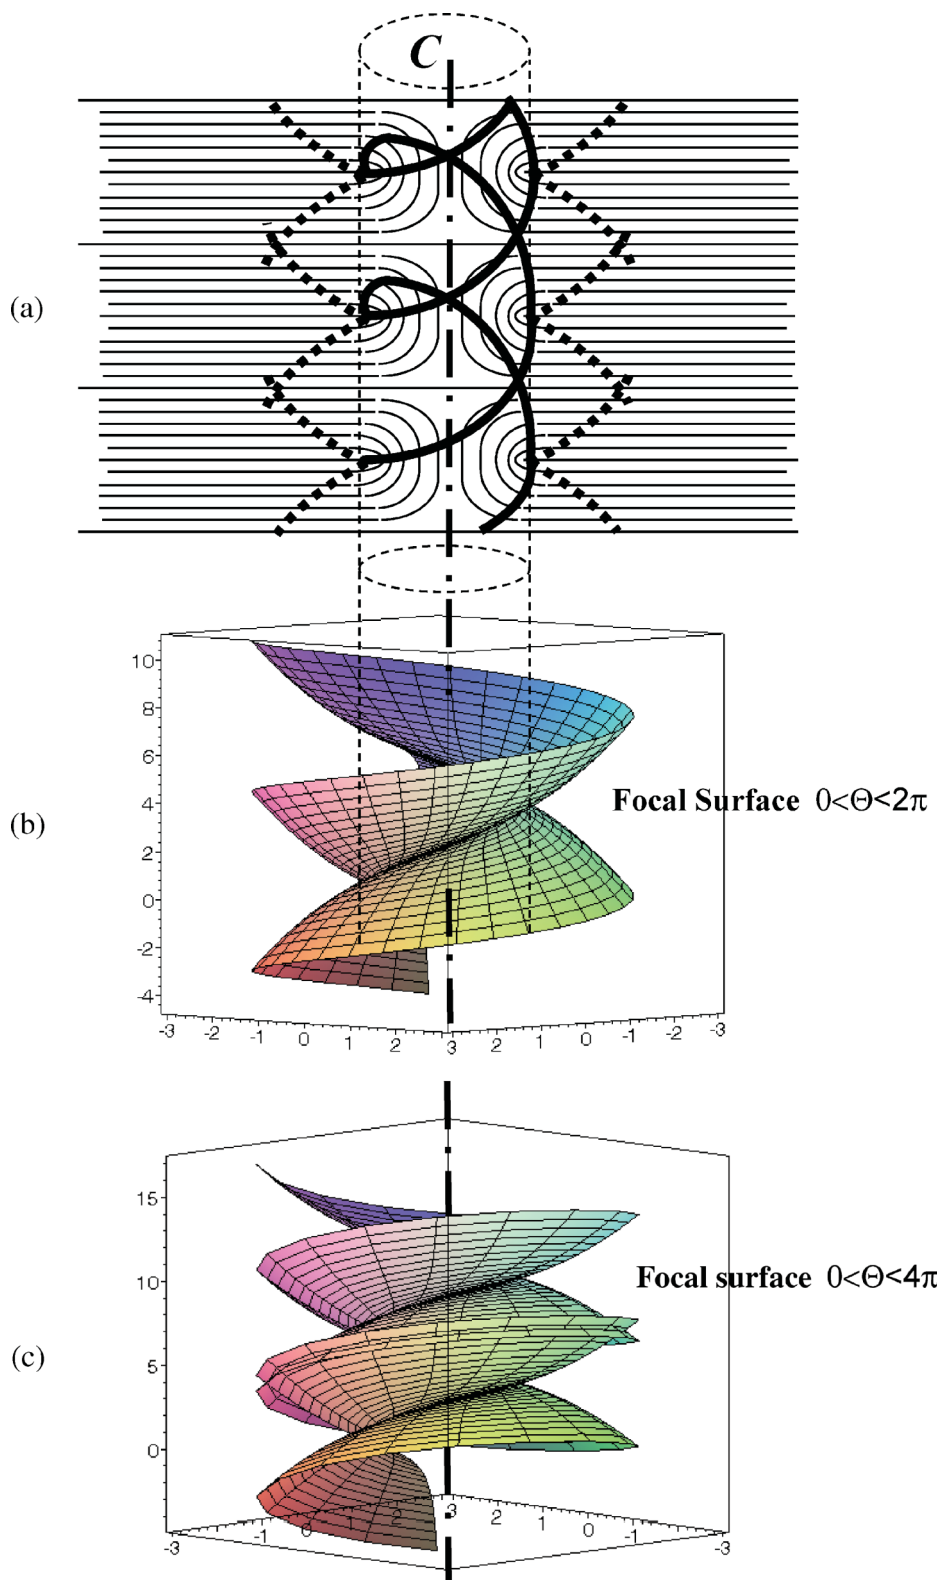 C
(a)
10
8
6
4
2
0
-2
-4
Focal Surface 0<Θ<2π
(b)
-3 -2 -1 0 1 2 3 2 1 0 -1 -2 -3
15
10
5
0
Focal surface 0<Θ<4π
(c)
-3 -1 0 1 2 3 2 1 0 -1 -3